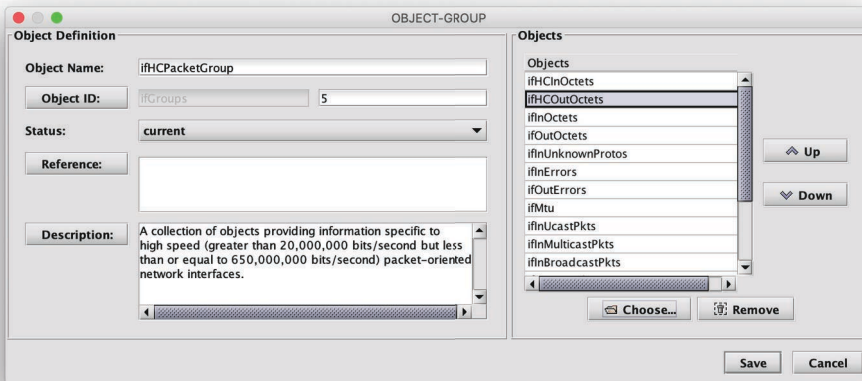 OBJECT-GROUP
Object Definition
Object Name:
ifHCPacketGroup
Object ID:
ifGroups
5
Status:
current
Reference:
Description:
A collection of objects providing information specific to
high speed (greater than 20,000,000 bits/second but less
than or equal to 650,000,000 bits/second) packet-oriented
network interfaces.
Objects
Objects
ifHCInOctets
ifHCOutOctets
ifInOctets
ifOutOctets
ifInUnknownProtos
ifInErrors
ifOutErrors
ifMtu
ifInUcastPkts
ifInMulticastPkts
ifInBroadcastPkts
Up
Down
Choose...
Remove
Save
Cancel